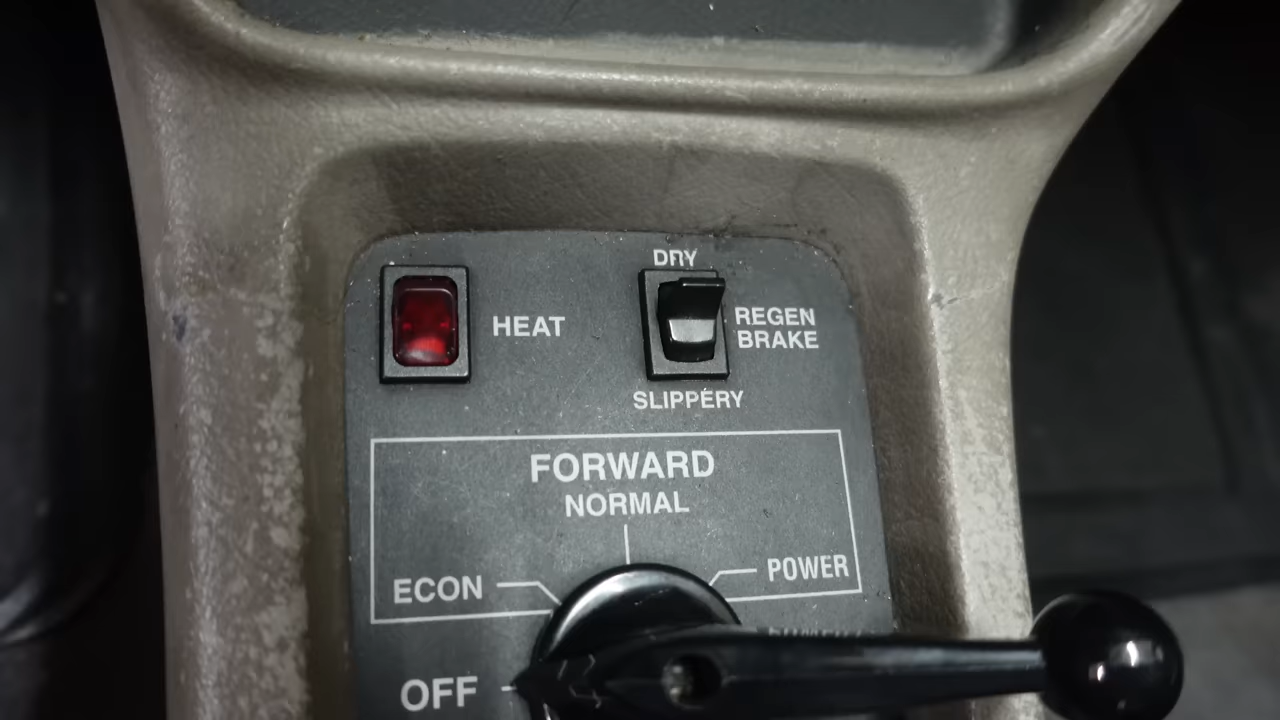 DRY
HEAT
REGEN
BRAKE
SLIPPERY
FORWARD
NORMAL
ECON
POWER
OFF